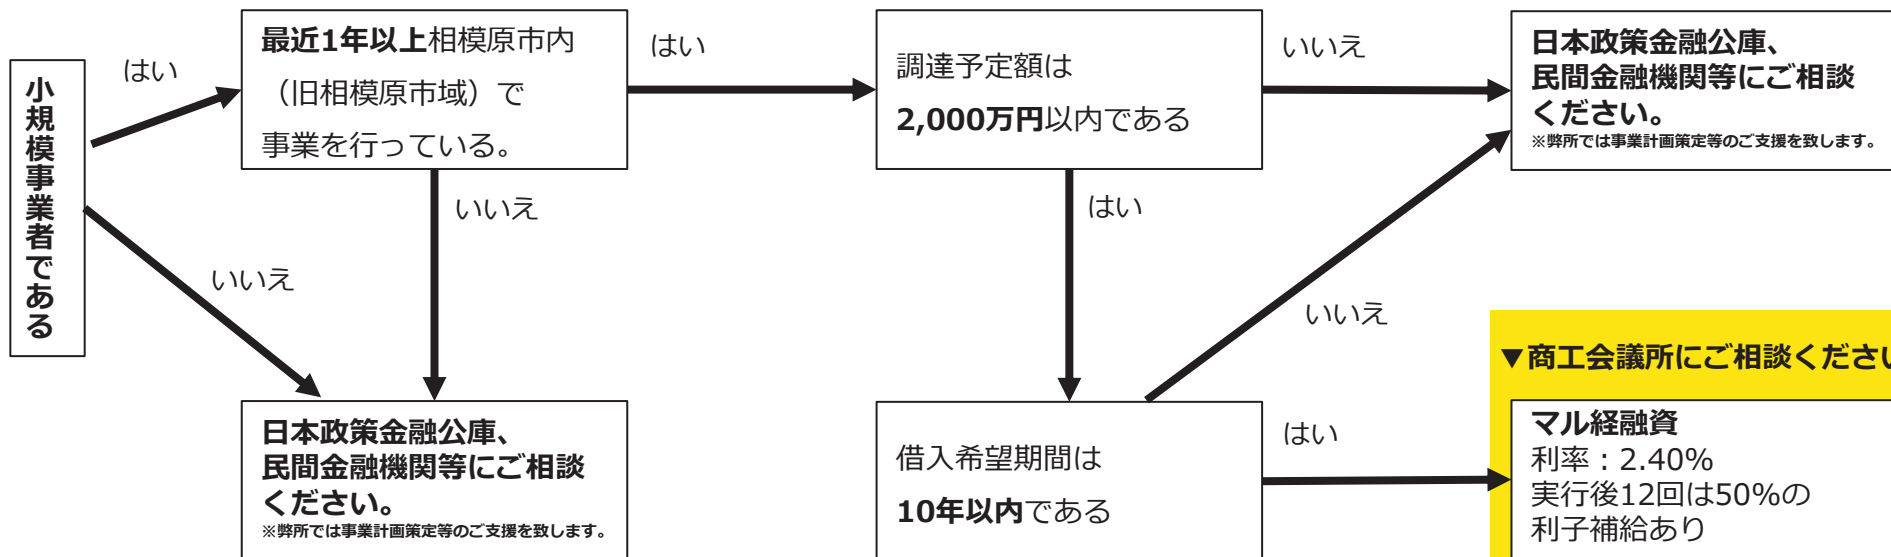 小規模事業者である
はい
最近1年以上相模原市内
（旧相模原市域）で
事業を行っている。
はい
調達予定額は
2,000万円以内である
いいえ
日本政策金融公庫、
民間金融機関等にご相談
ください。
※弊所では事業計画策定等のご支援を致します。
いいえ
いいえ
はい
いいえ
日本政策金融公庫、
民間金融機関等にご相談
ください。
※弊所では事業計画策定等のご支援を致します。
借入希望期間は
10年以内である
はい
▼商工会議所にご相談ください
マル経融資
利率：2.40%
実行後12回は50%の
利子補給あり